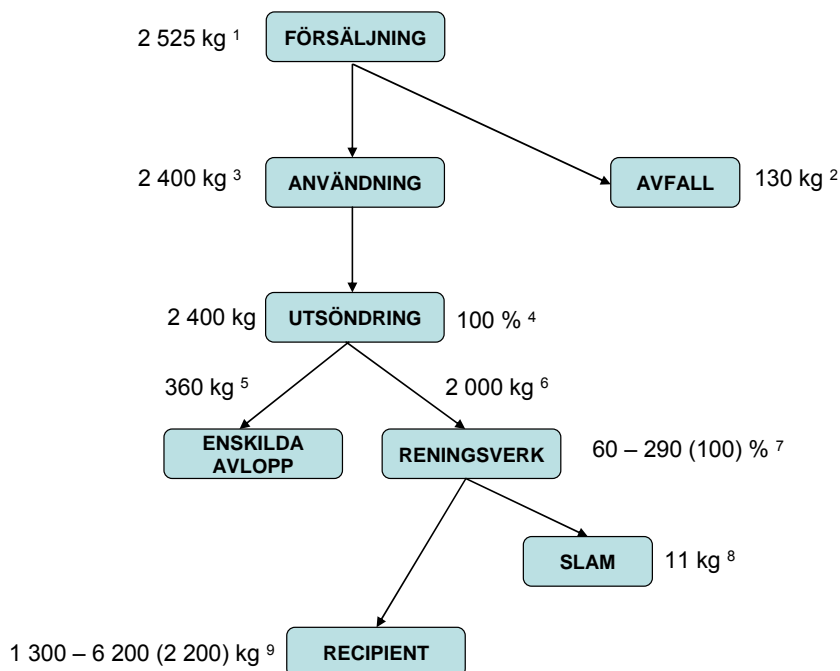 2 525 kg ¹ FÖRSÄLJNING
2 400 kg ³ ANVÄNDNING AVFALL 130 kg ²
2 400 kg UTSÖNDRING 100 % ⁴
360 kg ⁵ 2 000 kg ⁶
ENSKILDA
AVLOPP
RENINGSVERK 60 – 290 (100) % ⁷
SLAM 11 kg ⁸
1 300 – 6 200 (2 200) kg ⁹ RECIPIENT